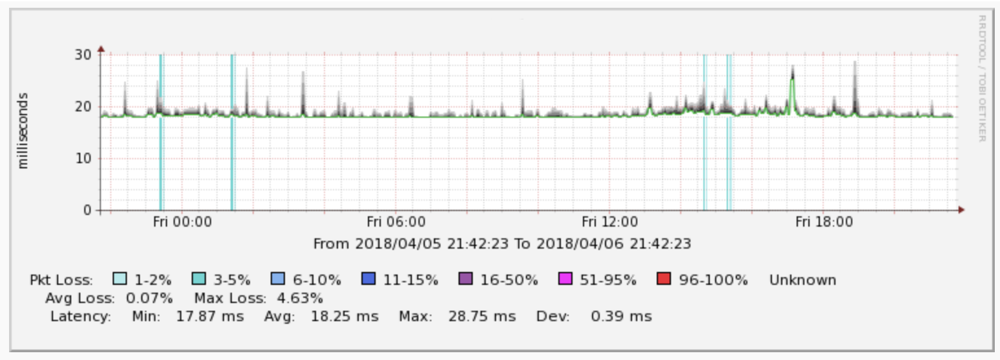 RRDTOOL / TOBI OETIKER
milliseconds
30
20
10
0
Fri 00:00 Fri 06:00 Fri 12:00 Fri 18:00
From 2018/04/05 21:42:23 To 2018/04/06 21:42:23
Pkt Loss: 1-2% 3-5% 6-10% 11-15% 16-50% 51-95% 96-100% Unknown
Avg Loss: 0.07% Max Loss: 4.63%
Latency: Min: 17.87 ms Avg: 18.25 ms Max: 28.75 ms Dev: 0.39 ms